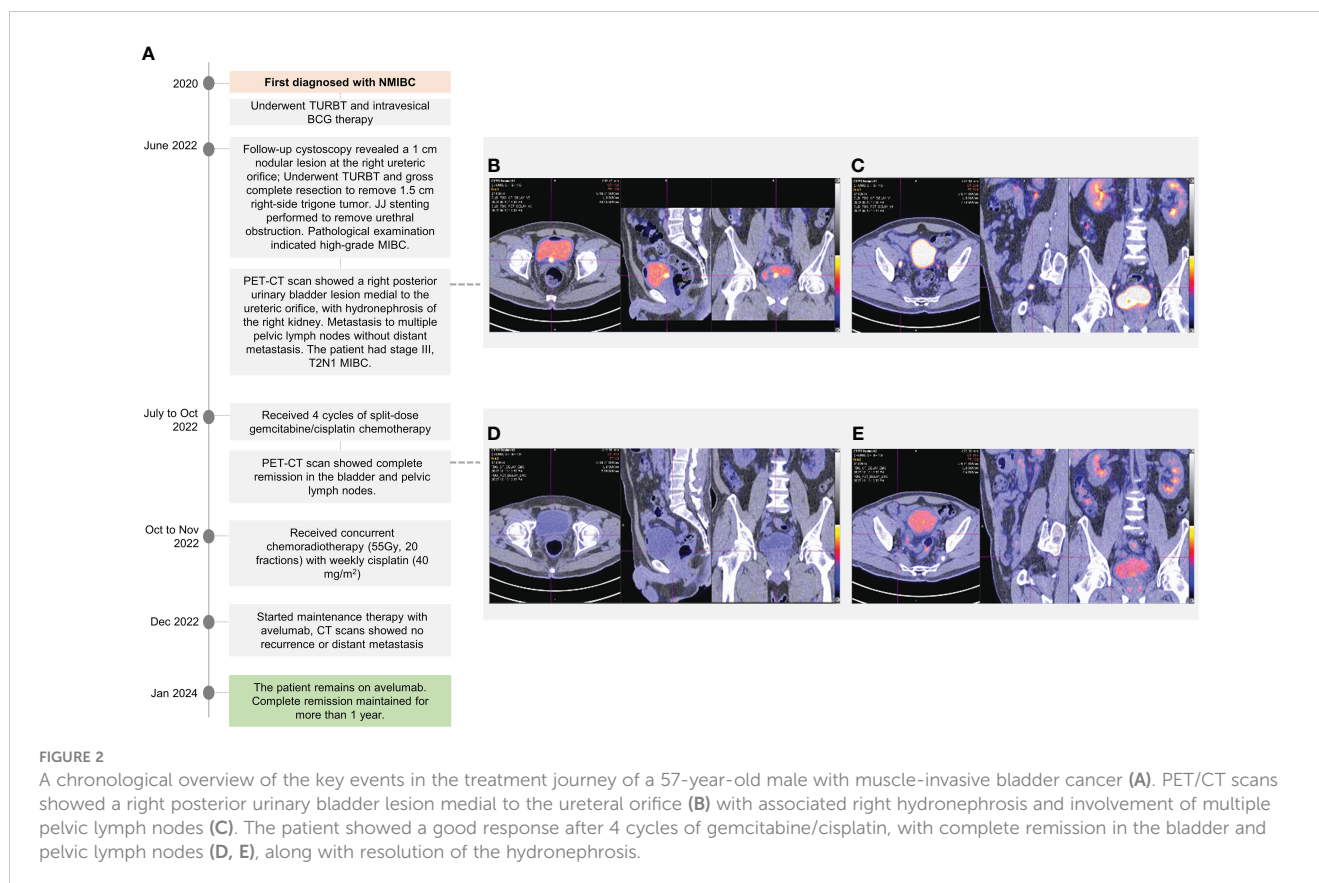 A
2020
First diagnosed with NMIBC
Underwent TURBT and intravesical
BCG therapy
June 2022
Follow-up cystoscopy revealed a 1 cm
nodular lesion at the right ureteric
orifice; Underwent TURBT and gross
complete resection to remove 1.5 cm
right-side trigone tumor. JJ stenting
performed to remove urethral
obstruction. Pathological examination
indicated high-grade MIBC.
PET-CT scan showed a right posterior
urinary bladder lesion medial to the
ureteric orifice, with hydronephrosis of
the right kidney. Metastasis to multiple
pelvic lymph nodes without distant
metastasis. The patient had stage III,
T2N1 MIBC.
B
C
July to Oct
2022
Received 4 cycles of split-dose
gemcitabine/cisplatin chemotherapy
PET-CT scan showed complete
remission in the bladder and pelvic
lymph nodes.
D
E
Oct to Nov
2022
Received concurrent
chemoradiotherapy (55Gy, 20
fractions) with weekly cisplatin (40
mg/m²)
Dec 2022
Started maintenance therapy with
avelumab, CT scans showed no
recurrence or distant metastasis
Jan 2024
The patient remains on avelumab.
Complete remission maintained for
more than 1 year.
FIGURE 2
A chronological overview of the key events in the treatment journey of a 57-year-old male with muscle-invasive bladder cancer (A). PET/CT scans
showed a right posterior urinary bladder lesion medial to the ureteral orifice (B) with associated right hydronephrosis and involvement of multiple
pelvic lymph nodes (C). The patient showed a good response after 4 cycles of gemcitabine/cisplatin, with complete remission in the bladder and
pelvic lymph nodes (D, E), along with resolution of the hydronephrosis.